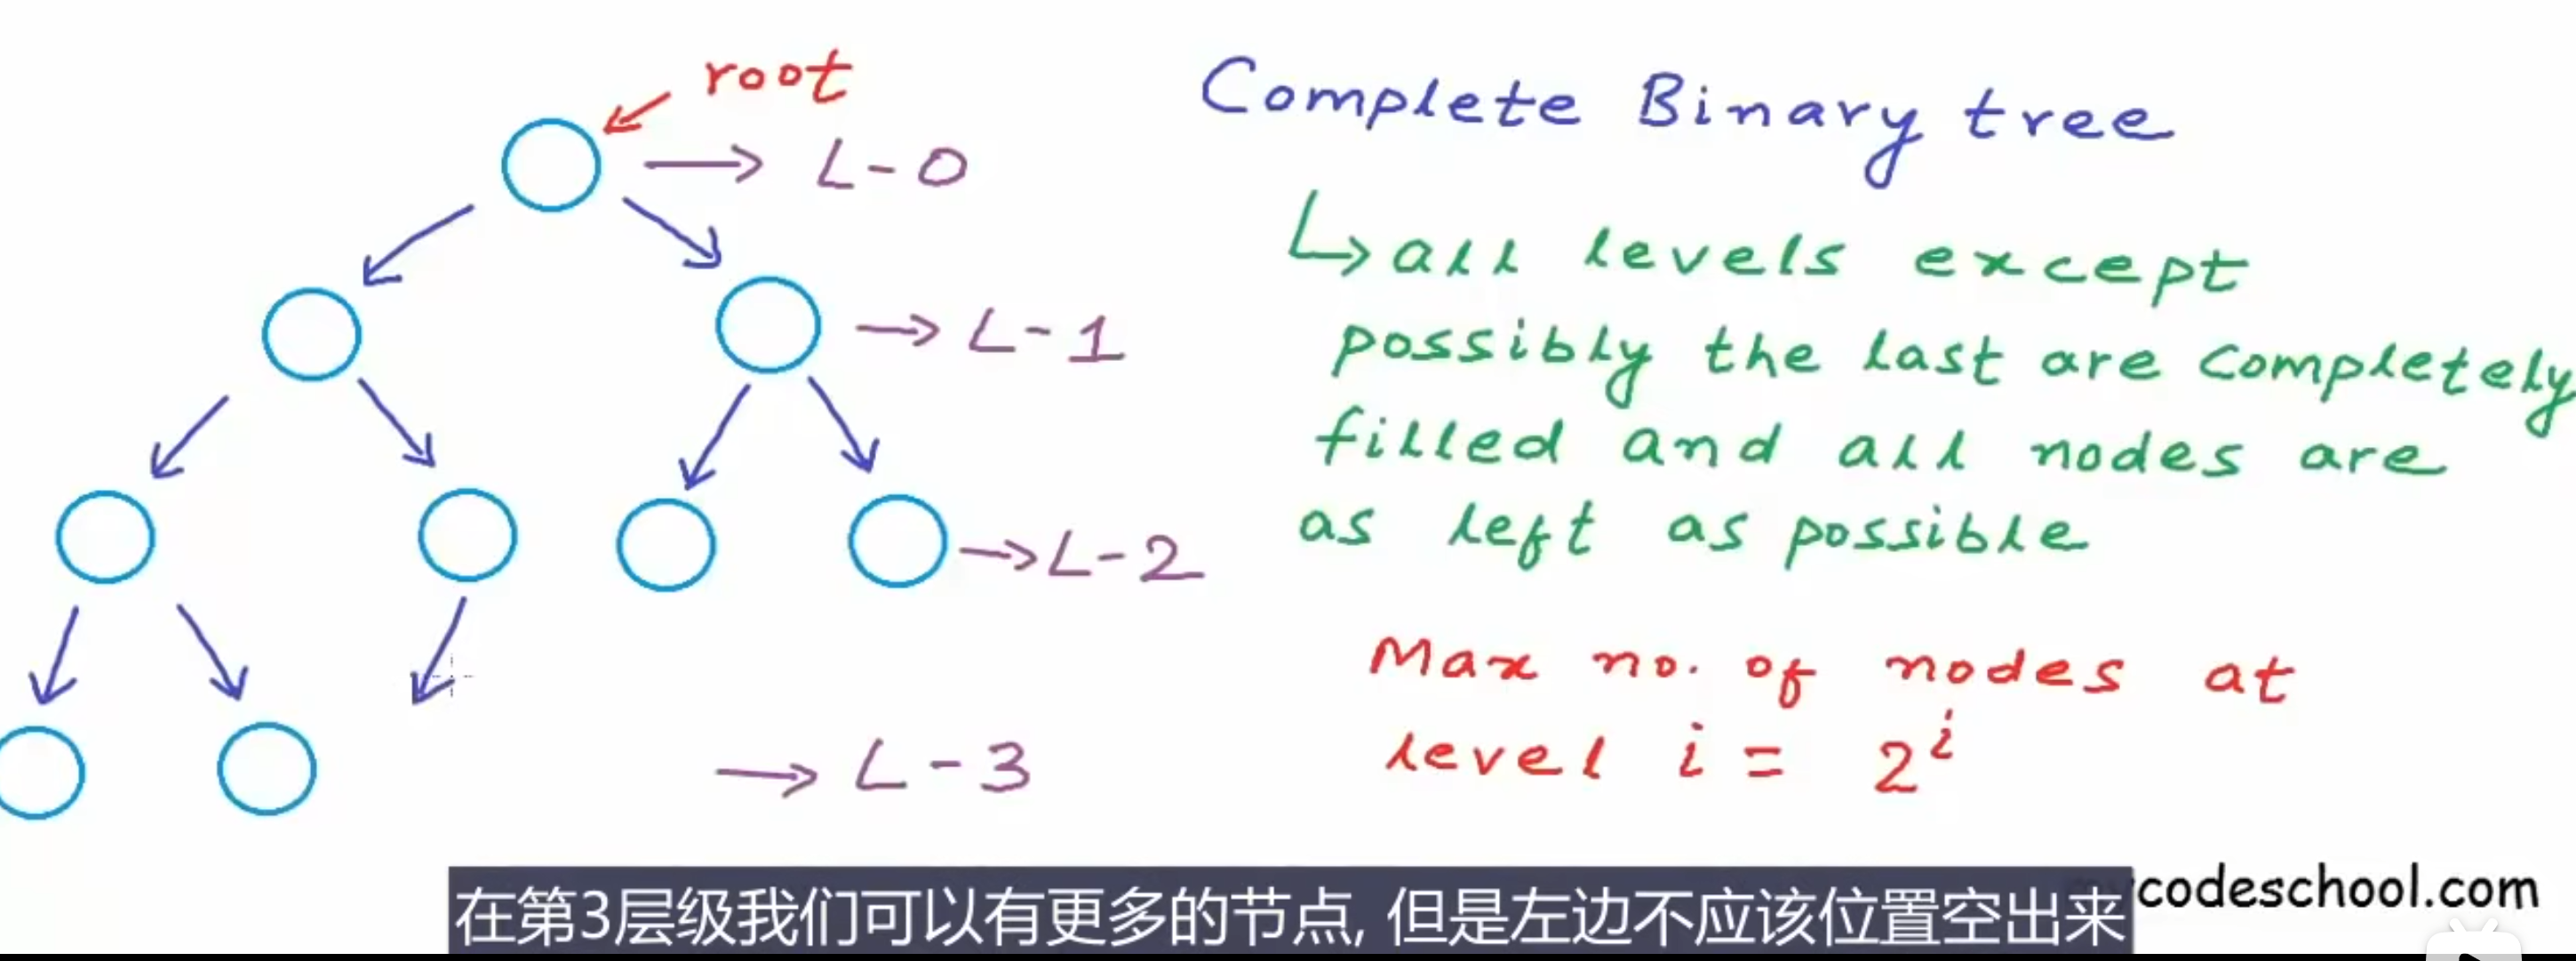 root
L-0
L-1
L-2
L-3
Complete Binary tree
all levels except
possibly the last are completely
filled and all nodes are
as left as possible
Max no. of nodes at
level i = 2^i
在第3层级我们可以有更多的节点, 但是左边不应该位置空出来
codeschool.com